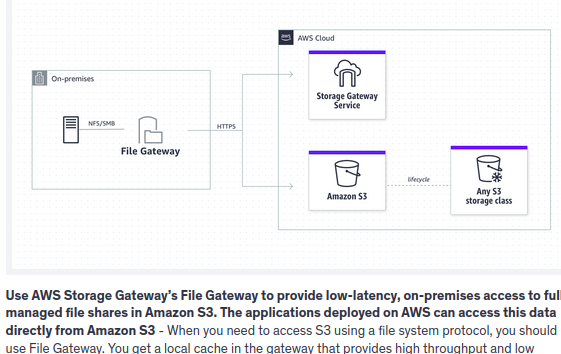 aws AWS Cloud
On-premises
Storage Gateway
Service
NFS/SMB
HTTPS
File Gateway
Amazon S3
lifecycle
Any S3
storage class
Use AWS Storage Gateway's File Gateway to provide low-latency, on-premises access to
managed file shares in Amazon S3. The applications deployed on AWS can access this data
directly from Amazon S3 - When you need to access S3 using a file system protocol, you should
use File Gateway. You get a local cache in the gateway that provides high throughput and low